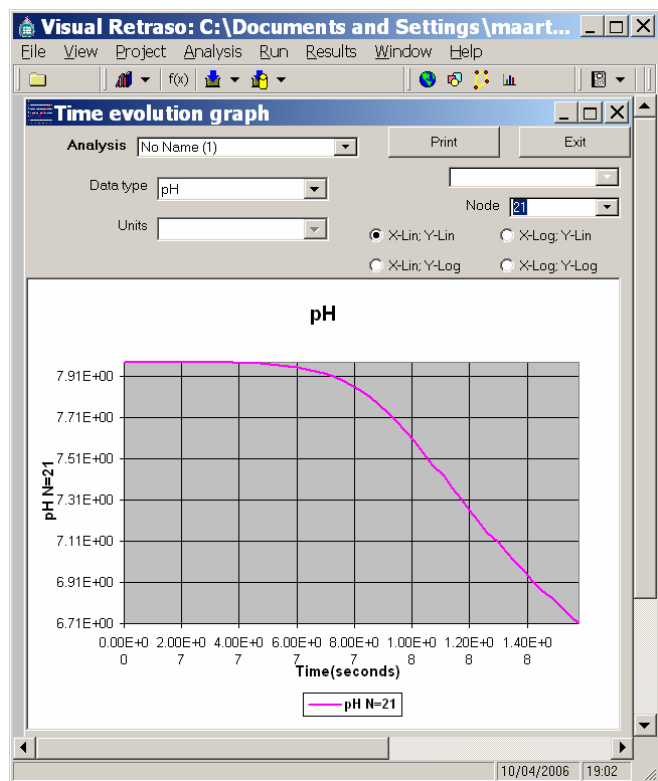 Visual Retraso: C:\Documents and Settings\maart...
File View Project Analysis Run Results Window Help
f(x)
Time evolution graph
Analysis No Name (1)
Print Exit
Data type pH
Node 21
Units
X-Lin; Y-Lin X-Log; Y-Lin
X-Lin; Y-Log X-Log; Y-Log
pH
7.91E+00
7.71E+00
7.51E+00
7.31E+00
7.11E+00
6.91E+00
6.71E+00
pH N=21
0.00E+0 2.00E+0 4.00E+0 6.00E+0 8.00E+0 1.00E+0 1.20E+0 1.40E+0
0 7 7 7 7 8 8 8
Time(seconds)
pH N=21
10/04/2006 19:02